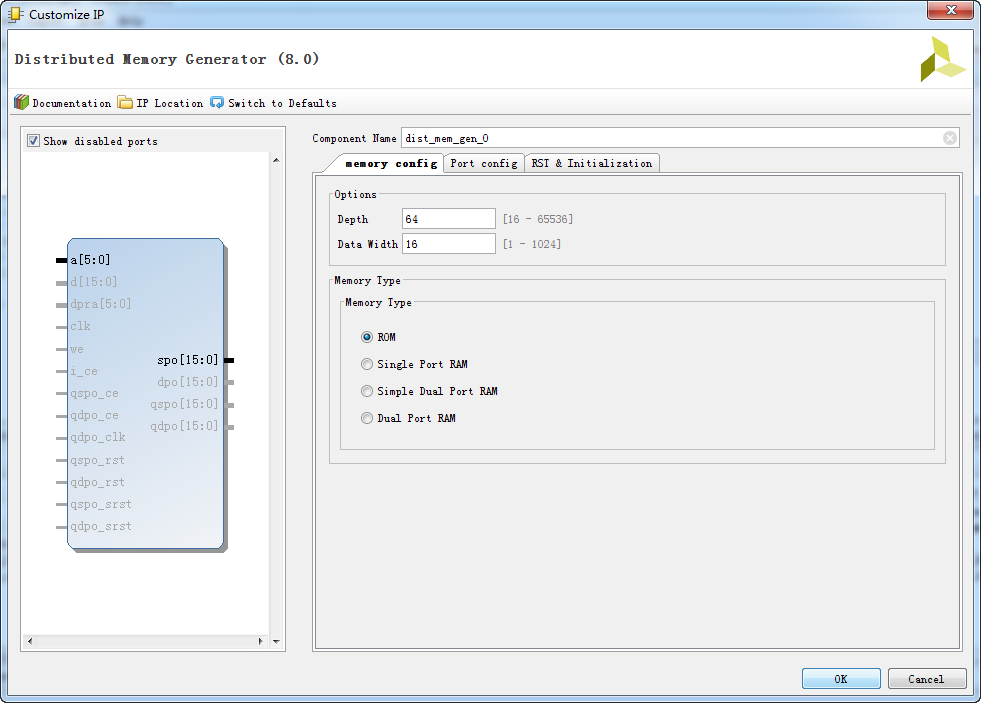 Customize IP
Distributed Memory Generator (8.0)
Documentation IP Location Switch to Defaults
Show disabled ports
a[5:0]
d[15:0]
dpra[5:0]
clk
we
i_ce
qspo_ce
qdpo_ce
qdpo_clk
qspo_rst
qdpo_rst
qspo_srst
qdpo_srst
spo[15:0]
dpo[15:0]
qspo[15:0]
qdpo[15:0]
Component Name dist_mem_gen_0
memory config Port config RST & Initialization
Options
Depth 64 [16 - 65536]
Data Width 16 [1 - 1024]
Memory Type
Memory Type
ROM
Single Port RAM
Simple Dual Port RAM
Dual Port RAM
OK Cancel